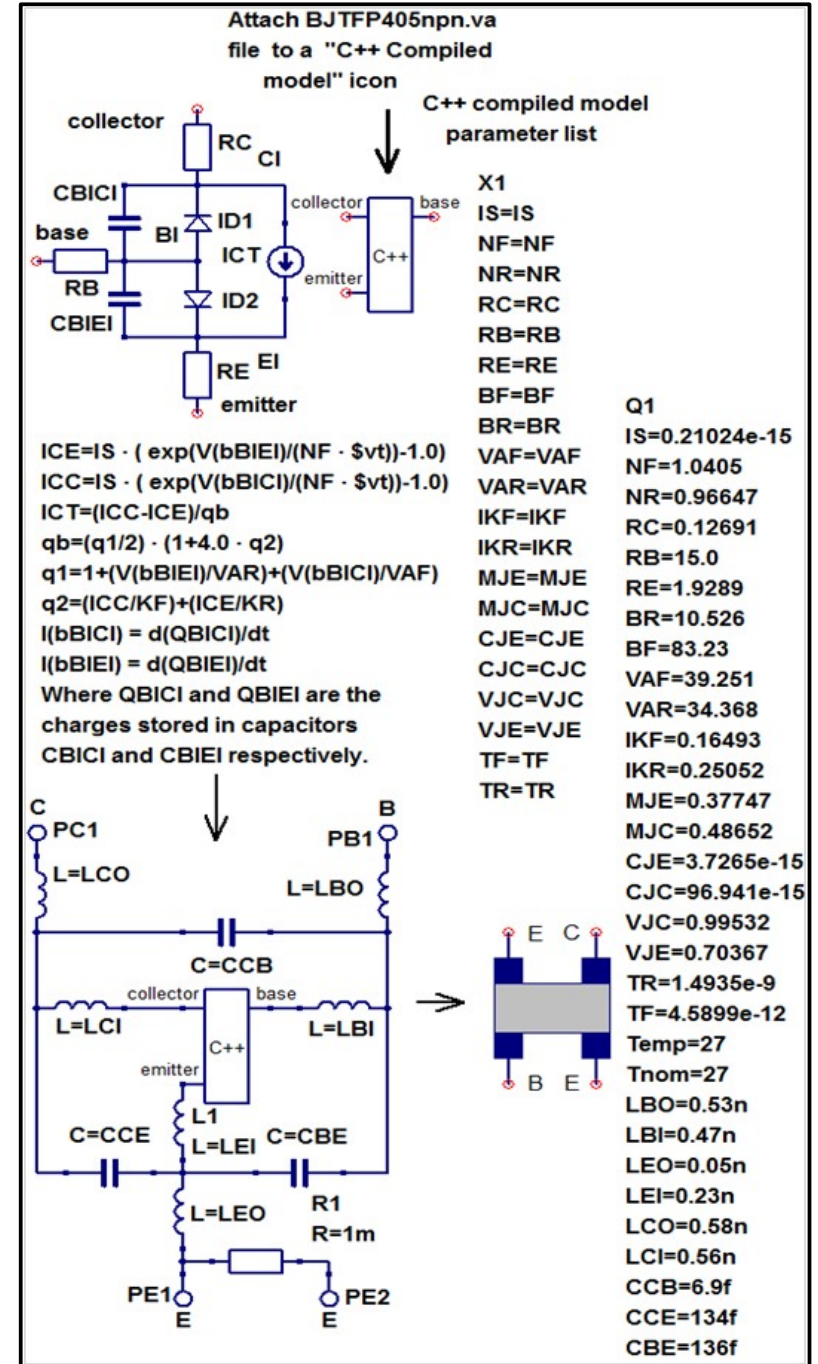 Attach BJTFP405npn.va
file to a "C++ Compiled
model" icon
C++ compiled model
parameter list
collector
RC
CI
CBICI
ID1
base
BI
ICT
RB
ID2
CBIEI
RE
EI
emitter
collector
base
C++
emitter
X1
IS=IS
NF=NF
NR=NR
RC=RC
RB=RB
RE=RE
BF=BF
BR=BR
VAF=VAF
VAR=VAR
IKF=IKF
IKR=IKR
MJE=MJE
MJC=MJC
CJE=CJE
CJC=CJC
VJC=VJC
VJE=VJE
TF=TF
TR=TR
ICE=IS · ( exp(V(bBIEI)/(NF · $vt))-1.0)
ICC=IS · ( exp(V(bBICI)/(NF · $vt))-1.0)
ICT=(ICC-ICE)/qb
qb=(q1/2) · (1+4.0 · q2)
q1=1+(V(bBIEI)/VAR)+(V(bBICI)/VAF)
q2=(ICC/KF)+(ICE/KR)
I(bBICI) = d(QBICI)/dt
I(bBIEI) = d(QBIEI)/dt
Where QBICI and QBIEI are the
charges stored in capacitors
CBICI and CBIEI respectively.
Q1
IS=0.21024e-15
NF=1.0405
NR=0.96647
RC=0.12691
RB=15.0
RE=1.9289
BR=10.526
BF=83.23
VAF=39.251
VAR=34.368
IKF=0.16493
IKR=0.25052
MJE=0.37747
MJC=0.48652
CJE=3.7265e-15
CJC=96.941e-15
VJC=0.99532
VJE=0.70367
TR=1.4935e-9
TF=4.5899e-12
Temp=27
Tnom=27
LBO=0.53n
LBI=0.47n
LEO=0.05n
LEI=0.23n
LCO=0.58n
LCI=0.56n
CCB=6.9f
CCE=134f
CBE=136f
C
PC1
B
PB1
L=LCO
L=LBO
C=CCB
collector
base
L=LCI
L=LBI
C++
emitter
L1
L=LEI
C=CCE
C=CBE
L=LEO
R1
R=1m
PE1
E
PE2
E
E C
B E